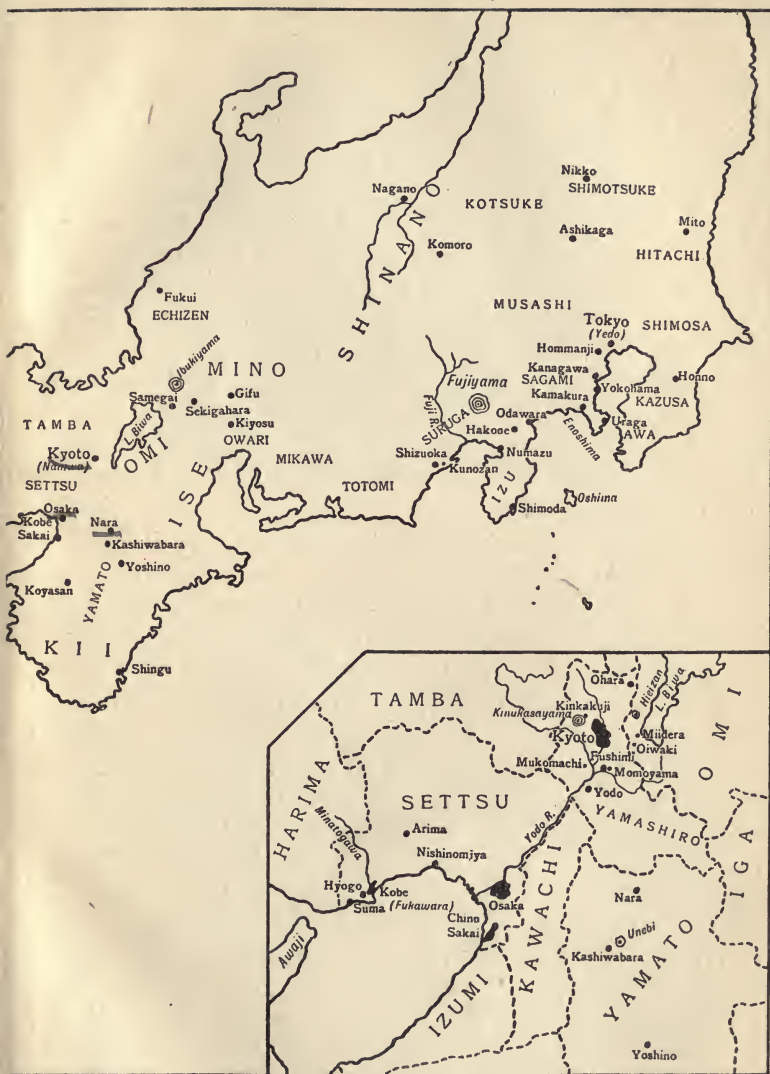 Nikko
SHIMOTSUKE
Nagano
KOTSUKE
SHINANO
Ashikaga
Mito
Komoro
HITACHI
Fukui
ECHIZEN
MUSASHI
Tokyo
(Yedo)
SHIMOSA
Hommanji
Ibukiyama
MINO
Samegai
Gifu
Sekigahara
Kanagawa
SAGAMI
Yokohama
Honno
KAZUSA
Fujiyama
Fuji R.
SURUGA
Kamakura
Odawara
TAMBA
L. Biwa
Kiyosu
OWARI
Hakone
Enoshima
Uraga
AWA
Kyoto
(Naniwa)
OMI
MIKAWA
Shizuoka
Kunozan
Numazu
SETTSU
ISE
TOTOMI
IZU
Oshima
Shimoda
Osaka
Kobe
Sakai
Nara
Kashiwabara
Yoshino
Koyasan
YAMATO
KII
Shingu
TAMBA
Ohara
Hieizan
L. Biwa
OMI
Kinkakuji
Kinukasayama
Kyoto
Miidera
Oiwaki
Fushimi
Mukomachi
Momoyama
HARIMA
SETTSU
Yodo
Minatogawa
Yodo R.
YAMASHIRO
IGA
Arima
Nishinomiya
KAWACHI
Hyogo
Kobe
Suma
(Fukawara)
Osaka
Nara
Chino
Sakai
Unebi
Awaji
Kashiwabara
YAMATO
IZUMI
Yoshino